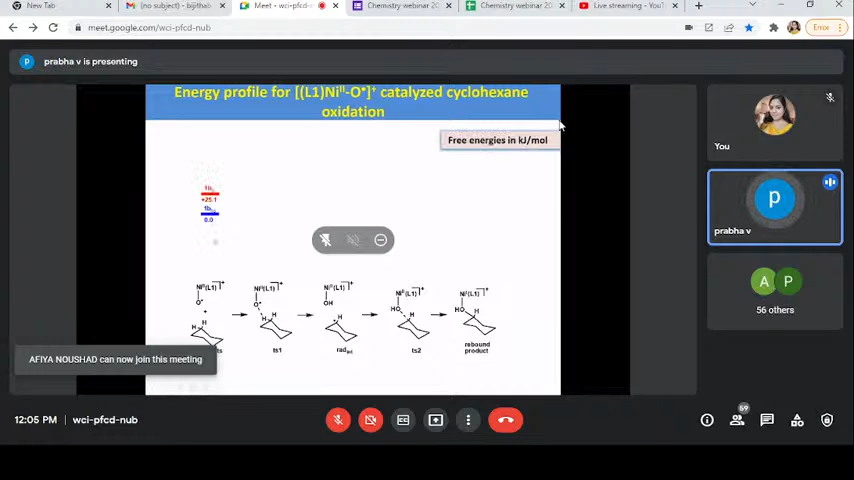 New Tab
(no subject) - bijitha
Meet - wci-pfcd-nub
Chemistry webinar 20
Chemistry webinar 20
Live streaming - YouT
meet.google.com/wci-pfcd-nub
Error
p prabha v is presenting
Energy profile for [(L1)Niᴵᴵ-O•]⁺ catalyzed cyclohexane
oxidation
Free energies in kJ/mol
+25.1
0.0
You
p
prabha v
A P
56 others
ts1
ts2
rebound
product
AFIYA NOUSHAD can now join this meeting
12:05 PM
wci-pfcd-nub
59